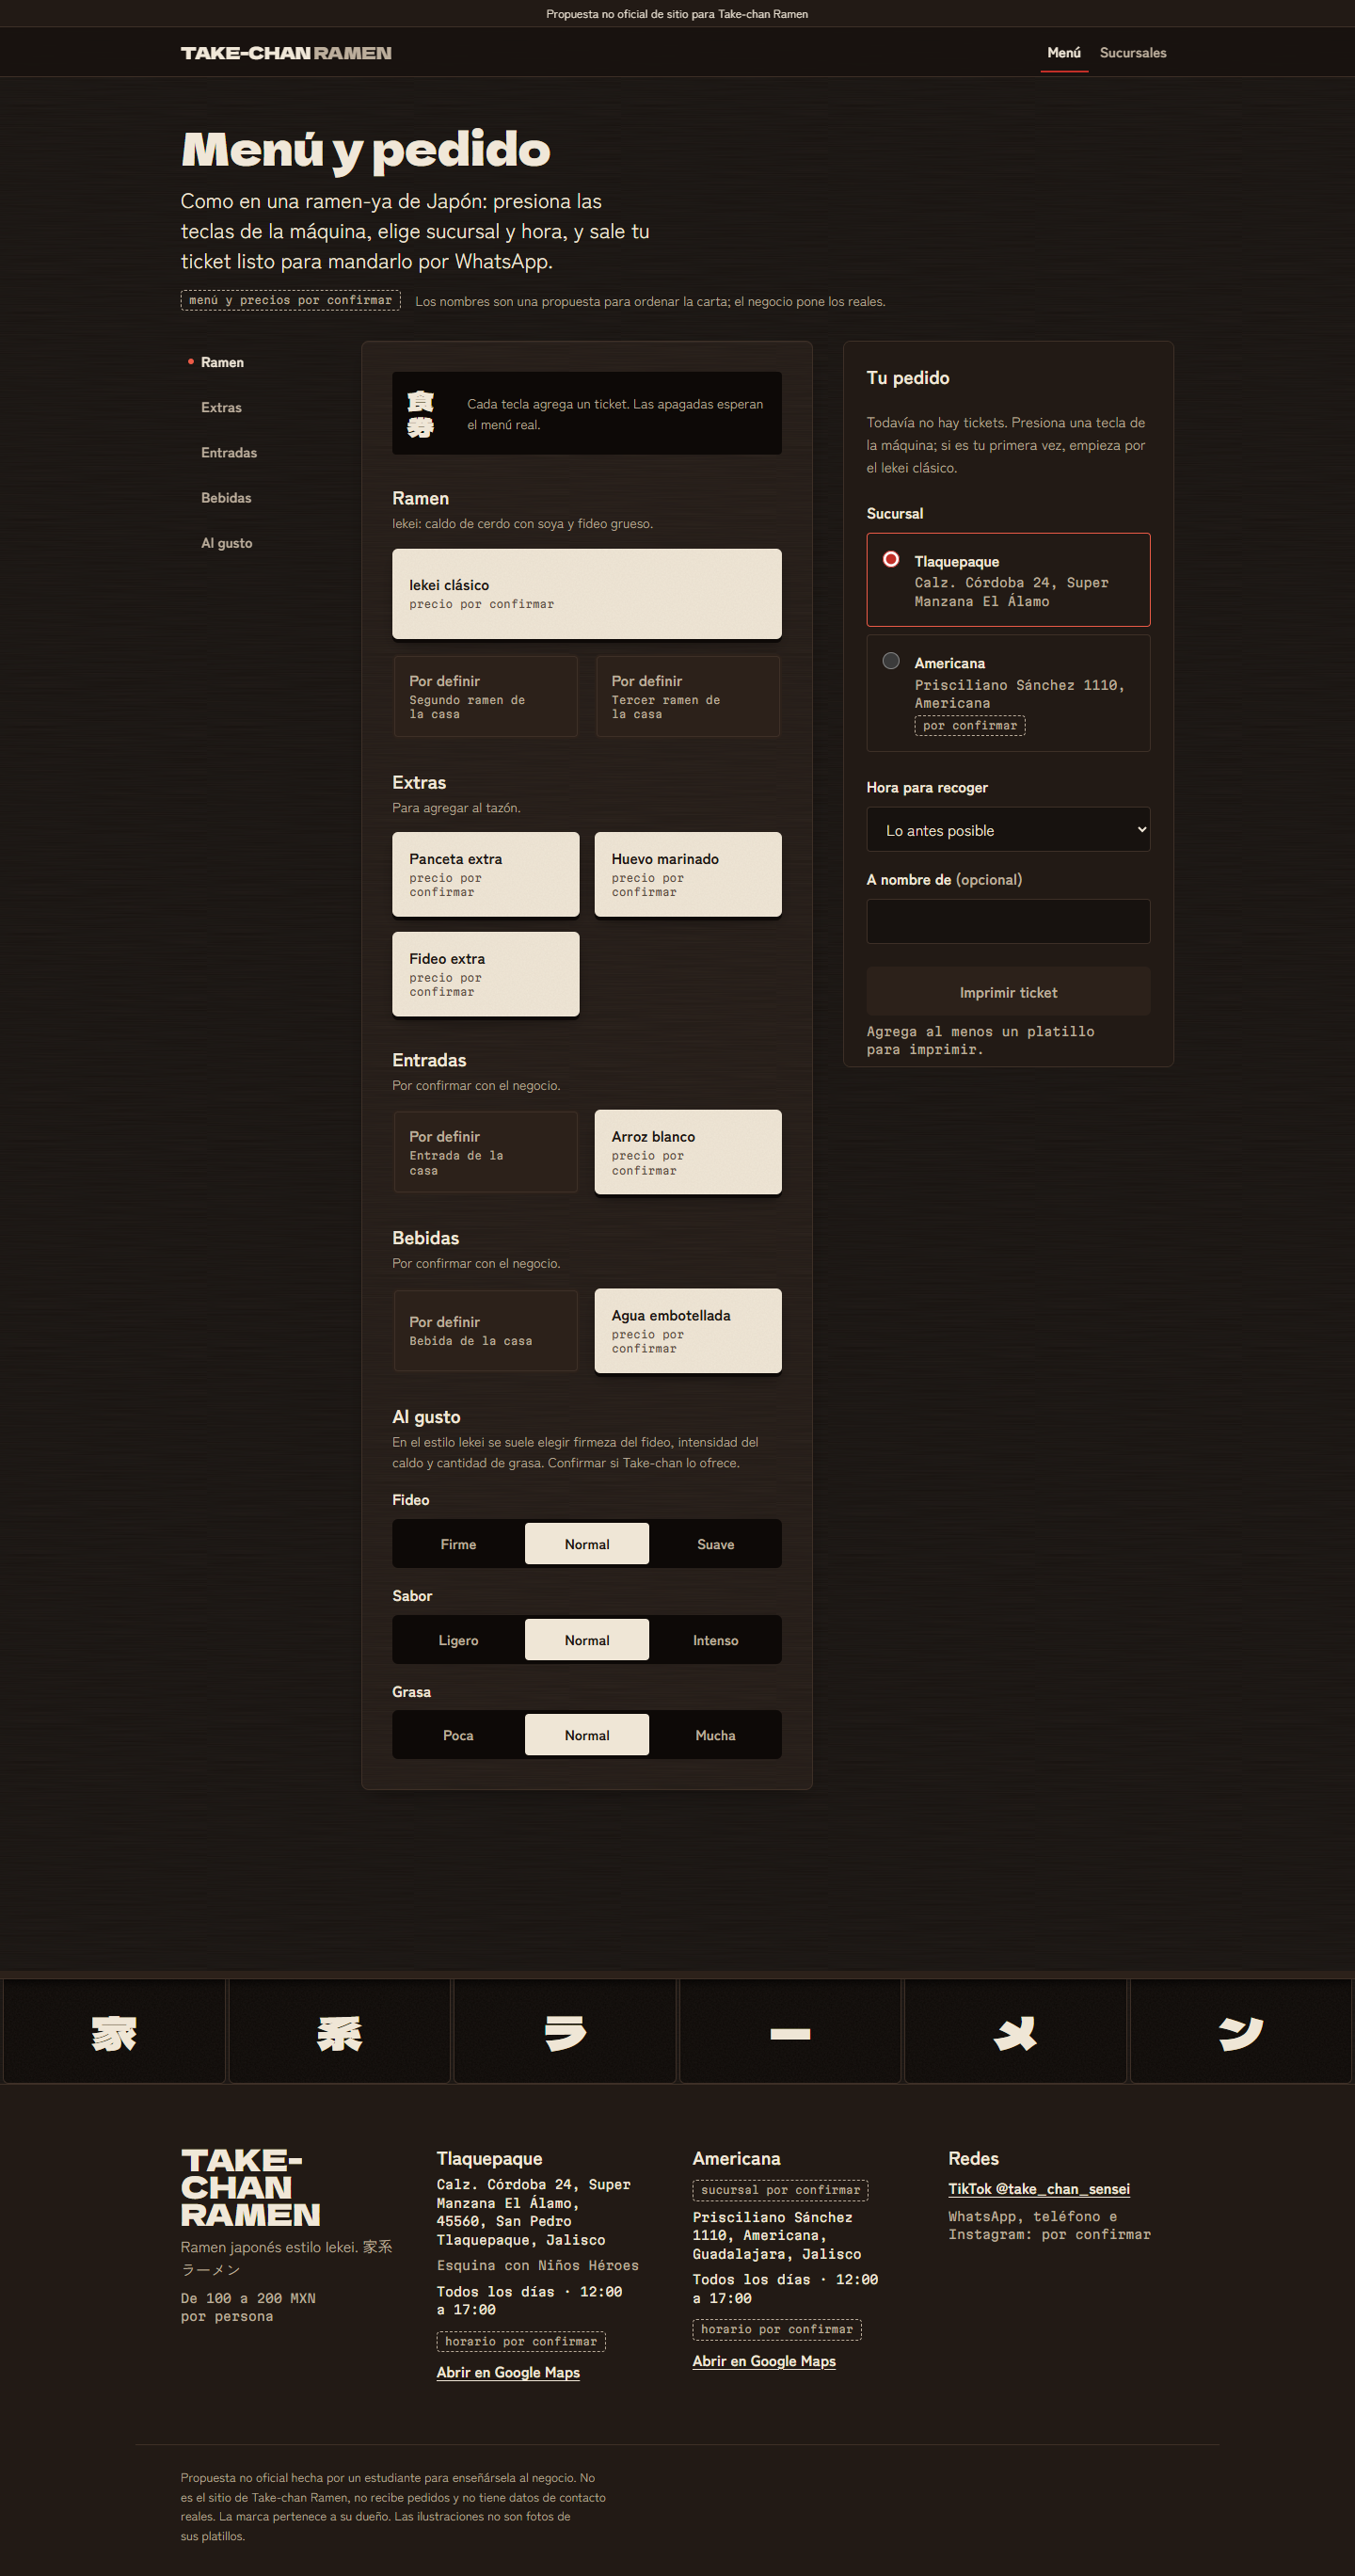 Propuesta no oficial de sitio para Take-chan Ramen
TAKE-CHAN RAMEN
Menú
Sucursales
Menú y pedido
Como en una ramen-ya de Japón: presiona las
teclas de la máquina, elige sucursal y hora, y sale tu
ticket listo para mandarlo por WhatsApp.
menú y precios por confirmar
Los nombres son una propuesta para ordenar la carta; el negocio pone los reales.
Ramen
Extras
Entradas
Bebidas
Al gusto
食
券
Cada tecla agrega un ticket. Las apagadas esperan
el menú real.
Ramen
Iekei: caldo de cerdo con soya y fideo grueso.
Iekei clásico
precio por confirmar
Por definir
Segundo ramen de
la casa
Por definir
Tercer ramen de
la casa
Extras
Para agregar al tazón.
Panceta extra
precio por
confirmar
Huevo marinado
precio por
confirmar
Fideo extra
precio por
confirmar
Entradas
Por confirmar con el negocio.
Por definir
Entrada de la
casa
Arroz blanco
precio por
confirmar
Bebidas
Por confirmar con el negocio.
Por definir
Bebida de la casa
Agua embotellada
precio por
confirmar
Al gusto
En el estilo Iekei se suele elegir firmeza del fideo, intensidad del
caldo y cantidad de grasa. Confirmar si Take-chan lo ofrece.
Fideo
Firme
Normal
Suave
Sabor
Ligero
Normal
Intenso
Grasa
Poca
Normal
Mucha
Tu pedido
Todavía no hay tickets. Presiona una tecla de
la máquina; si es tu primera vez, empieza por
el Iekei clásico.
Sucursal
Tlaquepaque
Calz. Córdoba 24, Super
Manzana El Álamo
Americana
Prisciliano Sánchez 1110,
Americana
por confirmar
Hora para recoger
Lo antes posible
A nombre de (opcional)
Imprimir ticket
Agrega al menos un platillo
para imprimir.
家 系 ラ ー メ ン
TAKE-
CHAN
RAMEN
Ramen japonés estilo Iekei. 家系
ラーメン
De 100 a 200 MXN
por persona
Tlaquepaque
Calz. Córdoba 24, Super
Manzana El Álamo,
45560, San Pedro
Tlaquepaque, Jalisco
Esquina con Niños Héroes
Todos los días · 12:00
a 17:00
horario por confirmar
Abrir en Google Maps
Americana
sucursal por confirmar
Prisciliano Sánchez
1110, Americana,
Guadalajara, Jalisco
Todos los días · 12:00
a 17:00
horario por confirmar
Abrir en Google Maps
Redes
TikTok @take_chan_sensei
WhatsApp, teléfono e
Instagram: por confirmar
Propuesta no oficial hecha por un estudiante para enseñársela al negocio. No
es el sitio de Take-chan Ramen, no recibe pedidos y no tiene datos de contacto
reales. La marca pertenece a su dueño. Las ilustraciones no son fotos de
sus platillos.